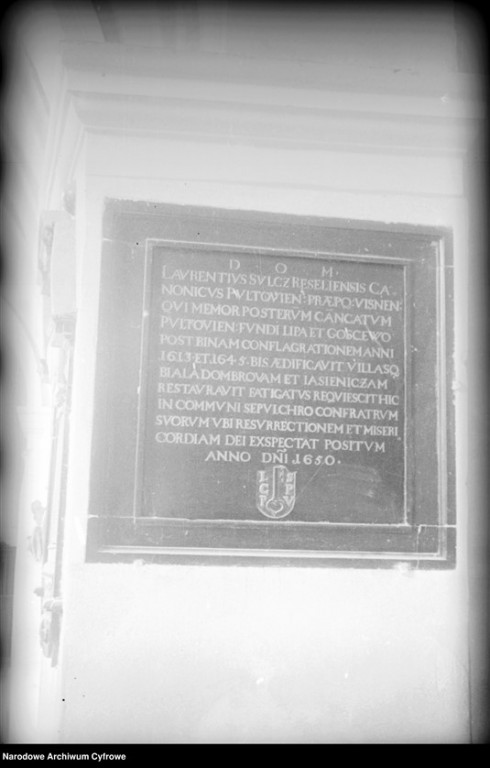 D O M.
LAVRENTIVS SVLCZ RESELIENSIS CA-
NONICVS PVLTOVIEN: PRÆPO: VISNEN:
QVI MEMOR POSTERVM CANCATVM
PVLTOVIEN FVNDI LIPA ET GOSCEWO
POST BINAM CONFLAGRATIONEM ANNI
1613. ET. 1645. BIS ÆDIFICAVIT VILLASQ
BIALA DOMBROVAM ET IASIENICZAM
RESTAVRAVIT FATIGATVS REQVIESCIT HIC
IN COMMVNI SEPVLCHRO CONFRATRVM
SVORVM VBI RESVRRECTIONEM ET MISERI
CORDIAM DEI EXSPECTAT POSITVM
ANNO DNI .1650.
L S
C P
P V
Narodowe Archiwum Cyfrowe